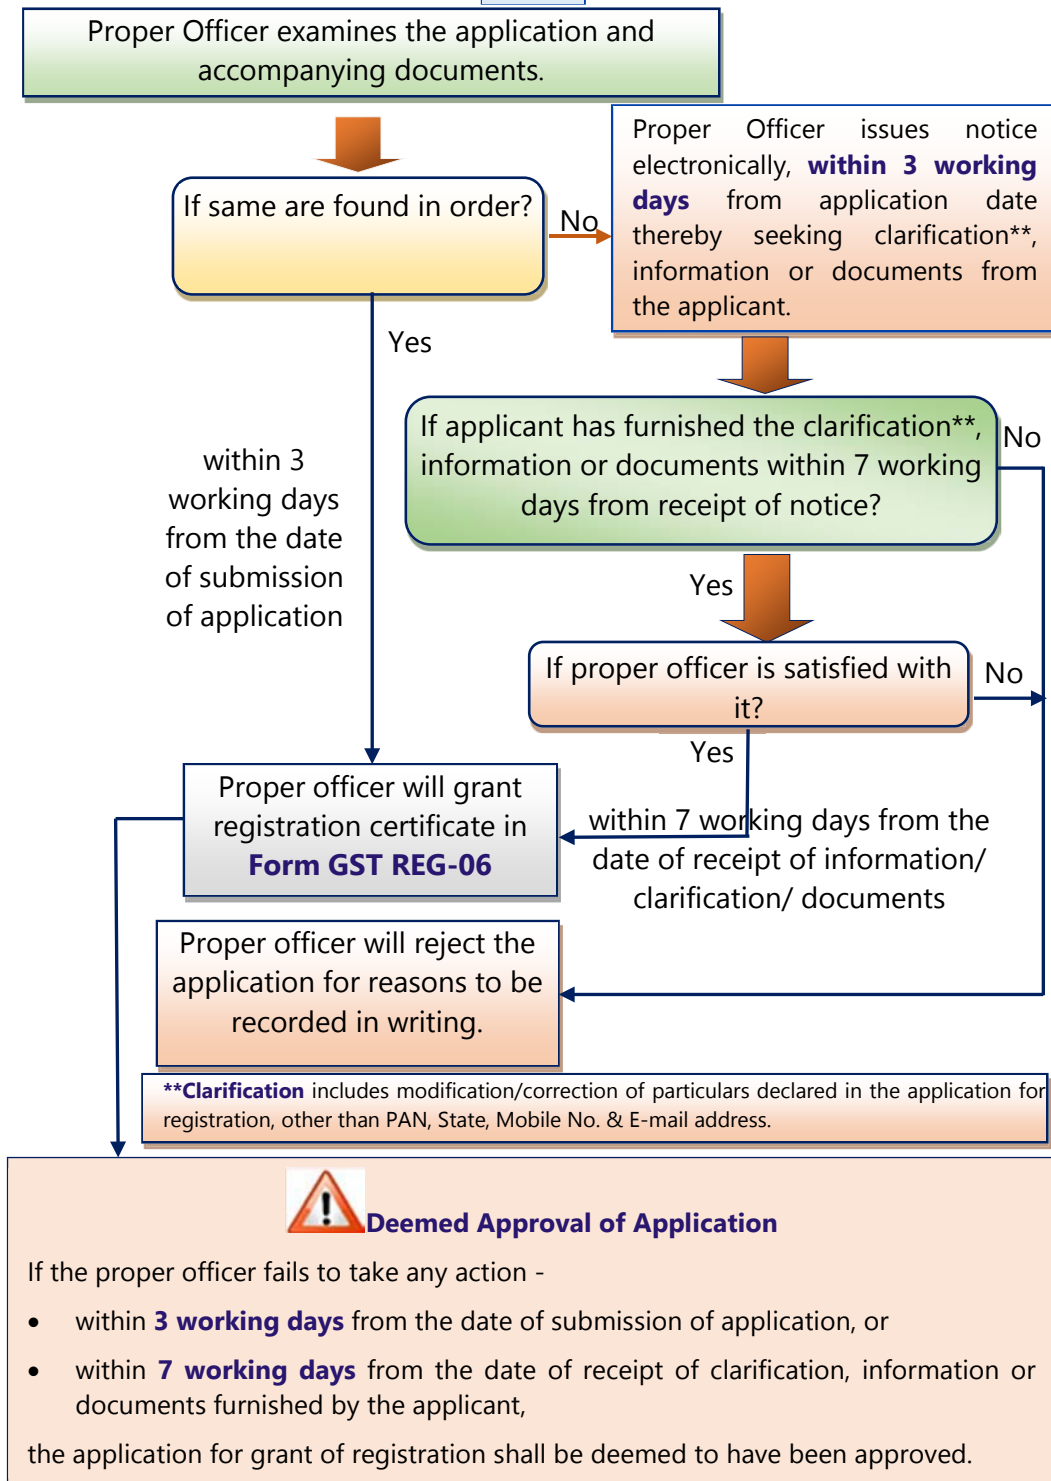 Proper Officer examines the application and
accompanying documents.
If same are found in order?
No
Proper Officer issues notice
electronically, within 3 working
days from application date
thereby seeking clarification**,
information or documents from
the applicant.
Yes
within 3
working days
from the date
of submission
of application
If applicant has furnished the clarification**,
information or documents within 7 working
days from receipt of notice?
No
Yes
If proper officer is satisfied with
it?
No
Yes
within 7 working days from the
date of receipt of information/
clarification/ documents
Proper officer will grant
registration certificate in
Form GST REG-06
Proper officer will reject the
application for reasons to be
recorded in writing.
**Clarification includes modification/correction of particulars declared in the application for
registration, other than PAN, State, Mobile No. & E-mail address.
Deemed Approval of Application
If the proper officer fails to take any action -
• within 3 working days from the date of submission of application, or
• within 7 working days from the date of receipt of clarification, information or
documents furnished by the applicant,
the application for grant of registration shall be deemed to have been approved.